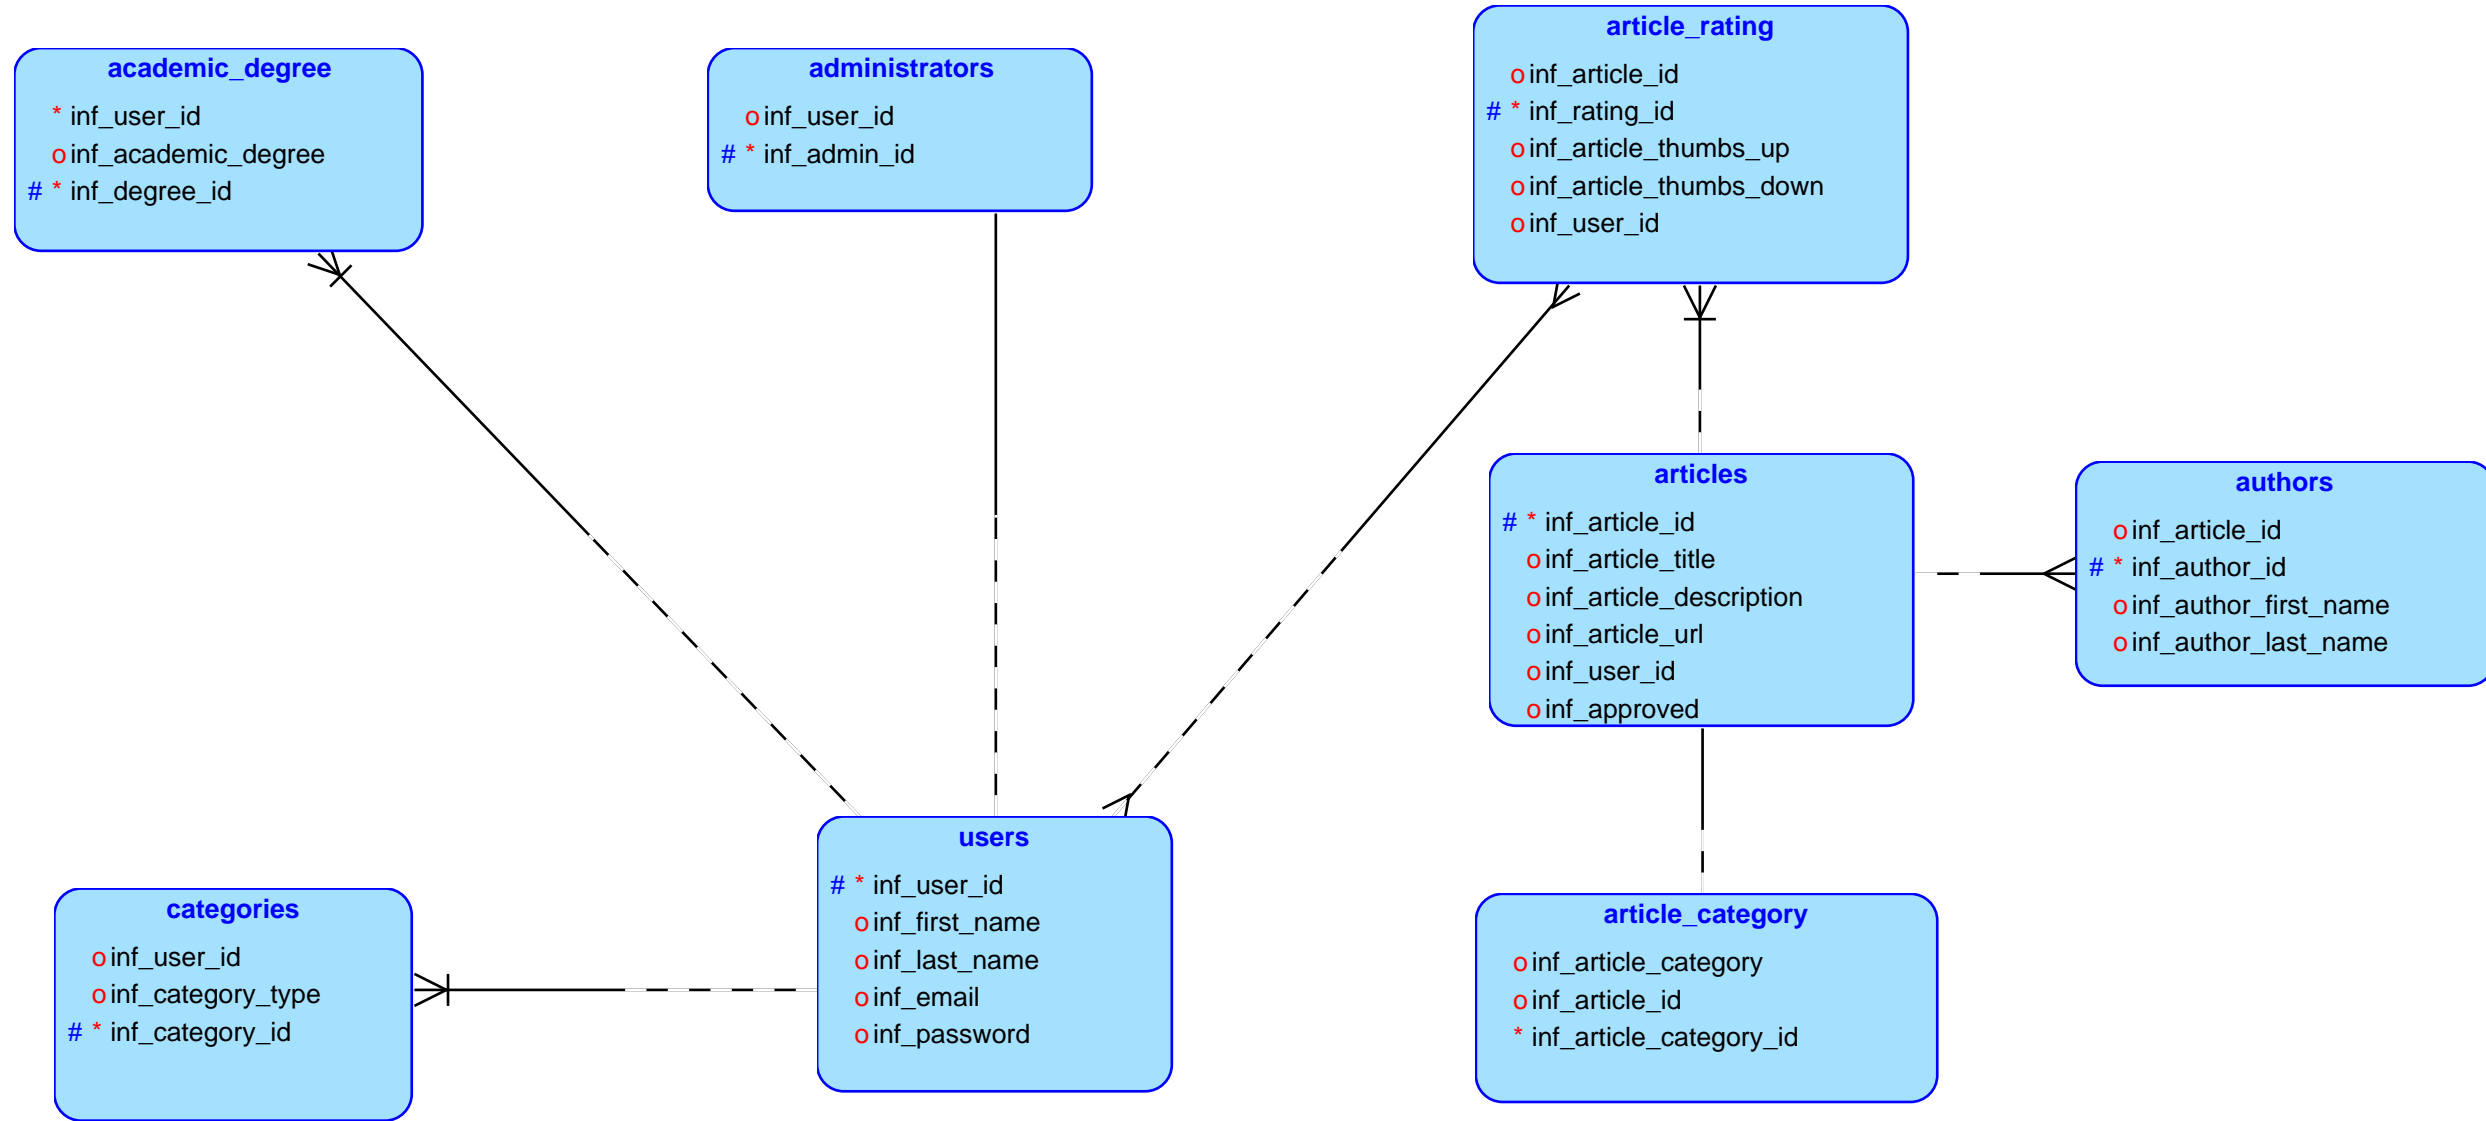 academic_degree
* inf_user_id
o inf_academic_degree
# * inf_degree_id
administrators
o inf_user_id
# * inf_admin_id
article_rating
o inf_article_id
# * inf_rating_id
o inf_article_thumbs_up
o inf_article_thumbs_down
o inf_user_id
articles
# * inf_article_id
o inf_article_title
o inf_article_description
o inf_article_url
o inf_user_id
o inf_approved
authors
o inf_article_id
# * inf_author_id
o inf_author_first_name
o inf_author_last_name
users
# * inf_user_id
o inf_first_name
o inf_last_name
o inf_email
o inf_password
categories
o inf_user_id
o inf_category_type
# * inf_category_id
article_category
o inf_article_category
o inf_article_id
* inf_article_category_id